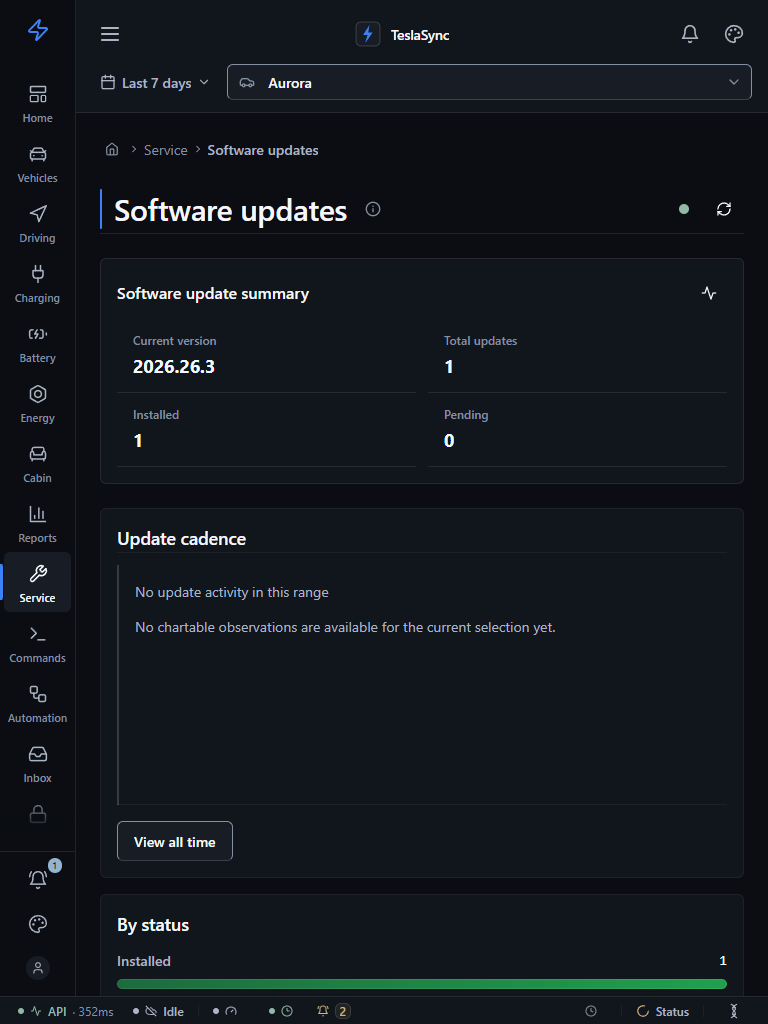 TeslaSync
Last 7 days
Aurora
Home
Vehicles
Driving
Charging
Battery
Energy
Cabin
Reports
Service
Commands
Automation
Inbox
1
Service
Software updates
Software updates
Software update summary
Current version
2026.26.3
Total updates
1
Installed
1
Pending
0
Update cadence
No update activity in this range
No chartable observations are available for the current selection yet.
View all time
By status
Installed 1
API · 352ms
Idle
2
Status